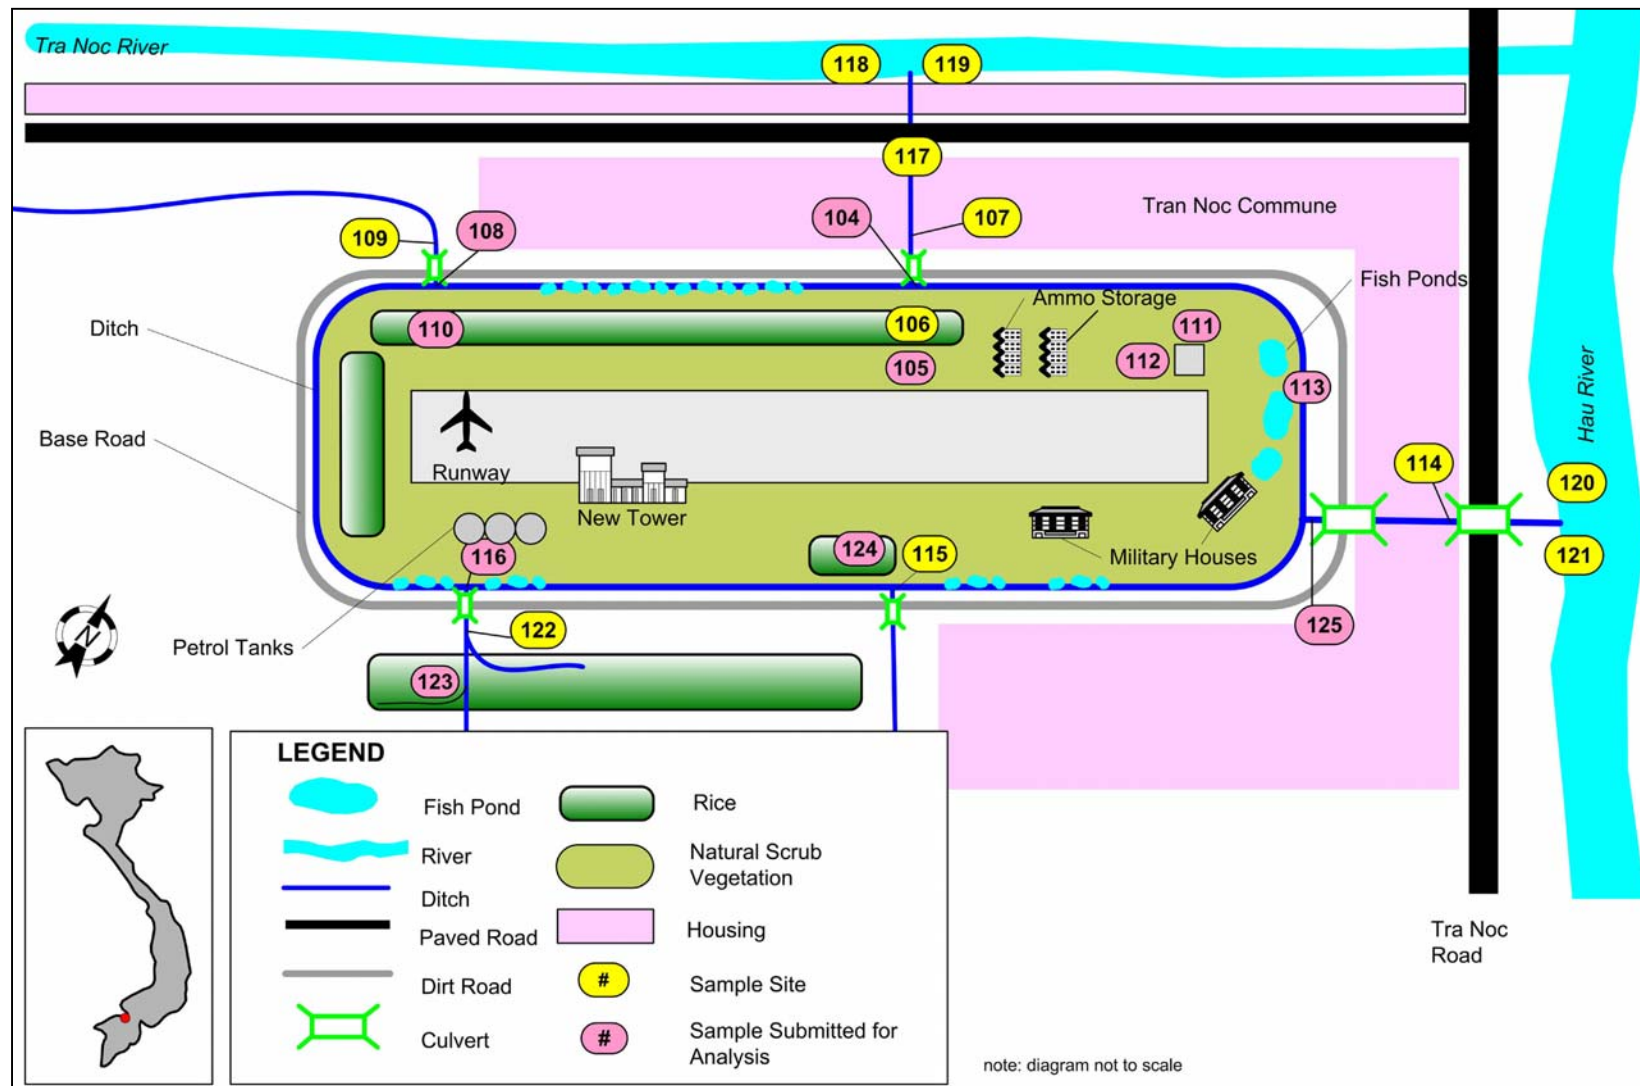 Tra Noc River
118
119
117
Tran Noc Commune
109
108
104
107
Fish Ponds
Ammo Storage
Ditch
110
106
111
105
112
113
Base Road
Runway
Hau River
114
120
New Tower
124
115
Military Houses
121
116
N
122
125
Petrol Tanks
123
LEGEND
Fish Pond
Rice
River
Natural Scrub
Vegetation
Ditch
Paved Road
Housing
Dirt Road
#
Sample Site
Culvert
#
Sample Submitted for
Analysis
Tra Noc
Road
note: diagram not to scale